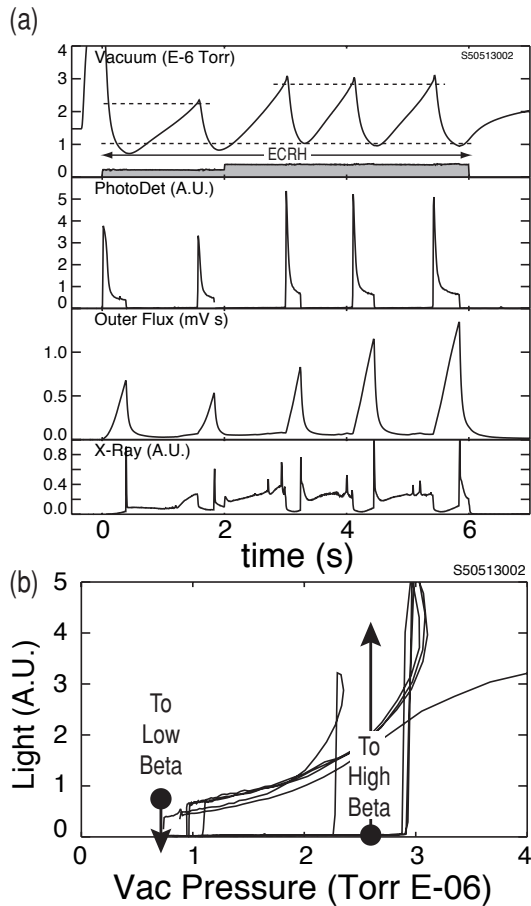 (a)
Vacuum (E-6 Torr)
S50513002
4
3
2
1
0
ECRH
PhotoDet (A.U.)
5
4
3
2
1
0
Outer Flux (mV s)
1.0
0.5
0.0
X-Ray (A.U.)
0.8
0.4
0.0
0 2 4 6
time (s)
(b)
S50513002
5
4
3
2
1
0
Light (A.U.)
To
Low
Beta
To
High
Beta
0 1 2 3 4
Vac Pressure (Torr E-06)